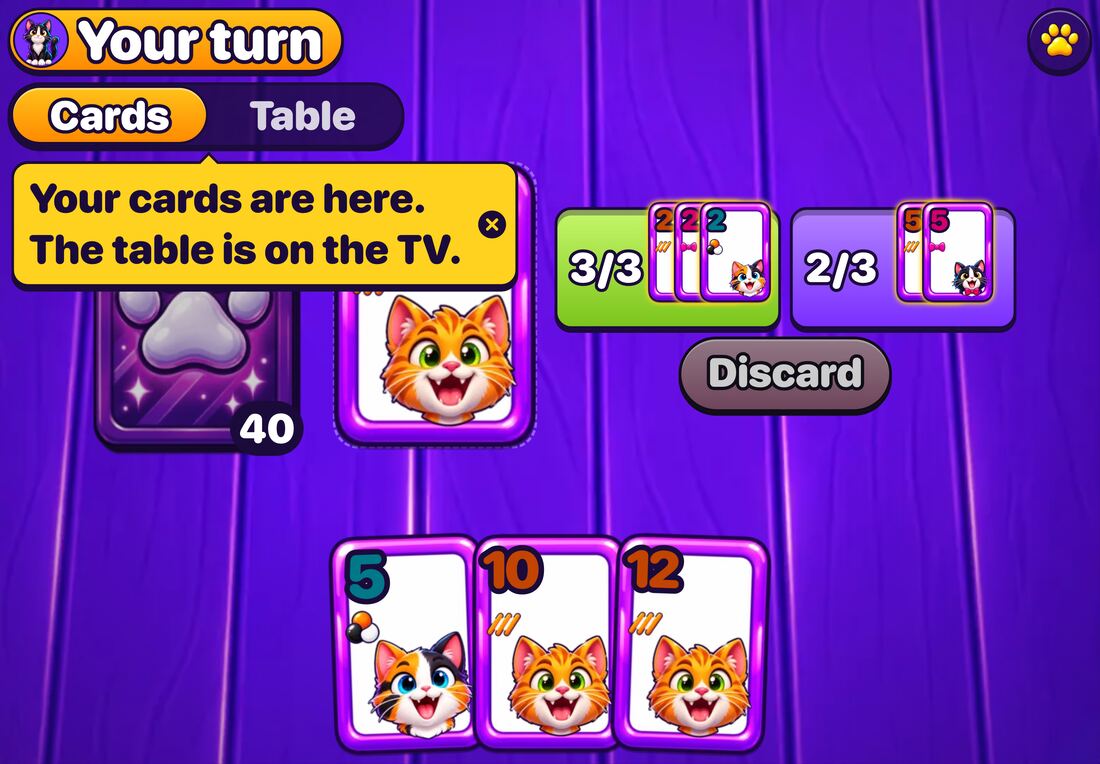 Your turn
Cards
Table
Your cards are here.
The table is on the TV.
3/3
2
2
2
2/3
5
5
Discard
40
5
10
12